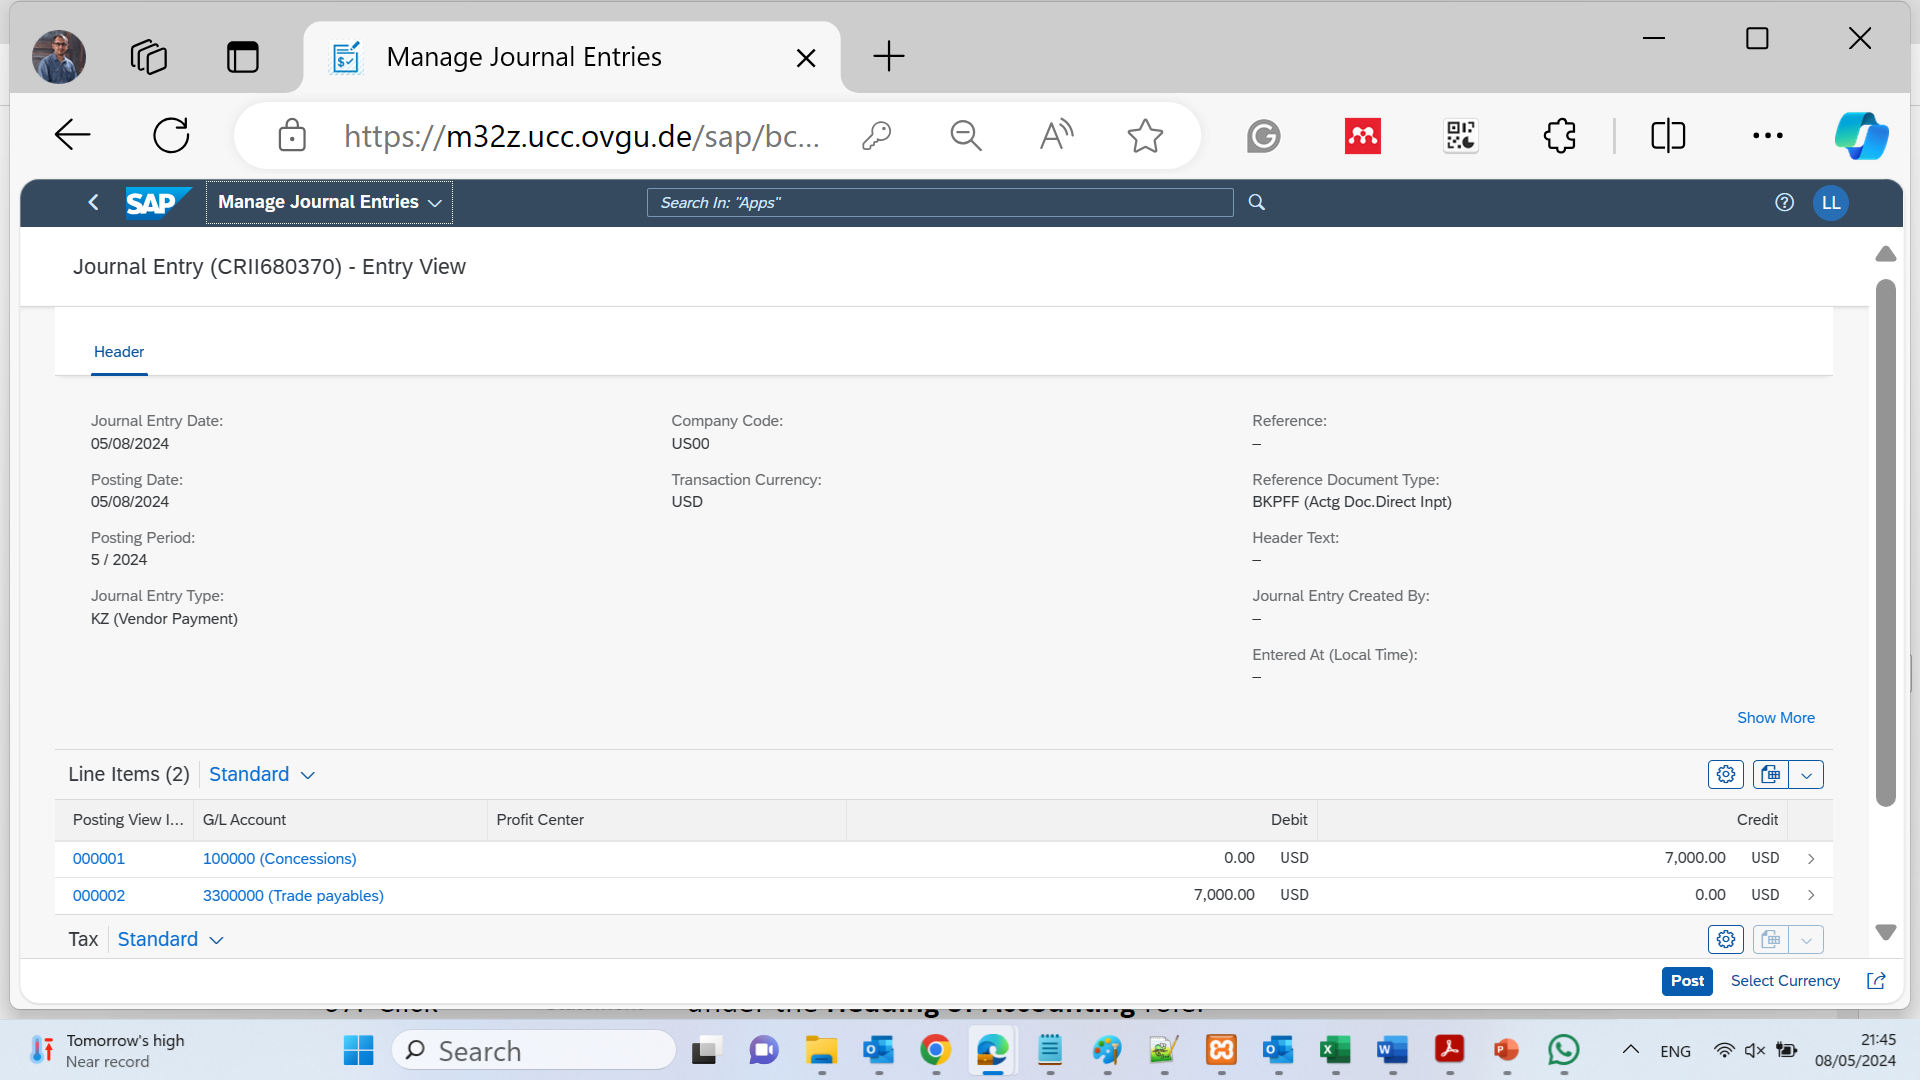 Manage Journal Entries
https://m32z.ucc.ovgu.de/sap/bc...
SAP Manage Journal Entries
Search In: "Apps"
LL
Journal Entry (CRII680370) - Entry View
Header
Journal Entry Date:
05/08/2024
Posting Date:
05/08/2024
Posting Period:
5 / 2024
Journal Entry Type:
KZ (Vendor Payment)
Company Code:
US00
Transaction Currency:
USD
Reference:
–
Reference Document Type:
BKPFF (Actg Doc.Direct Inpt)
Header Text:
–
Journal Entry Created By:
–
Entered At (Local Time):
–
Show More
Line Items (2) Standard
Posting View I... G/L Account Profit Center Debit Credit
000001 100000 (Concessions) 0.00 USD 7,000.00 USD
000002 3300000 (Trade payables) 7,000.00 USD 0.00 USD
Tax Standard
Post Select Currency
under the Heading of Accounting role.
Tomorrow's high
Near record
Search
ENG
21:45
08/05/2024